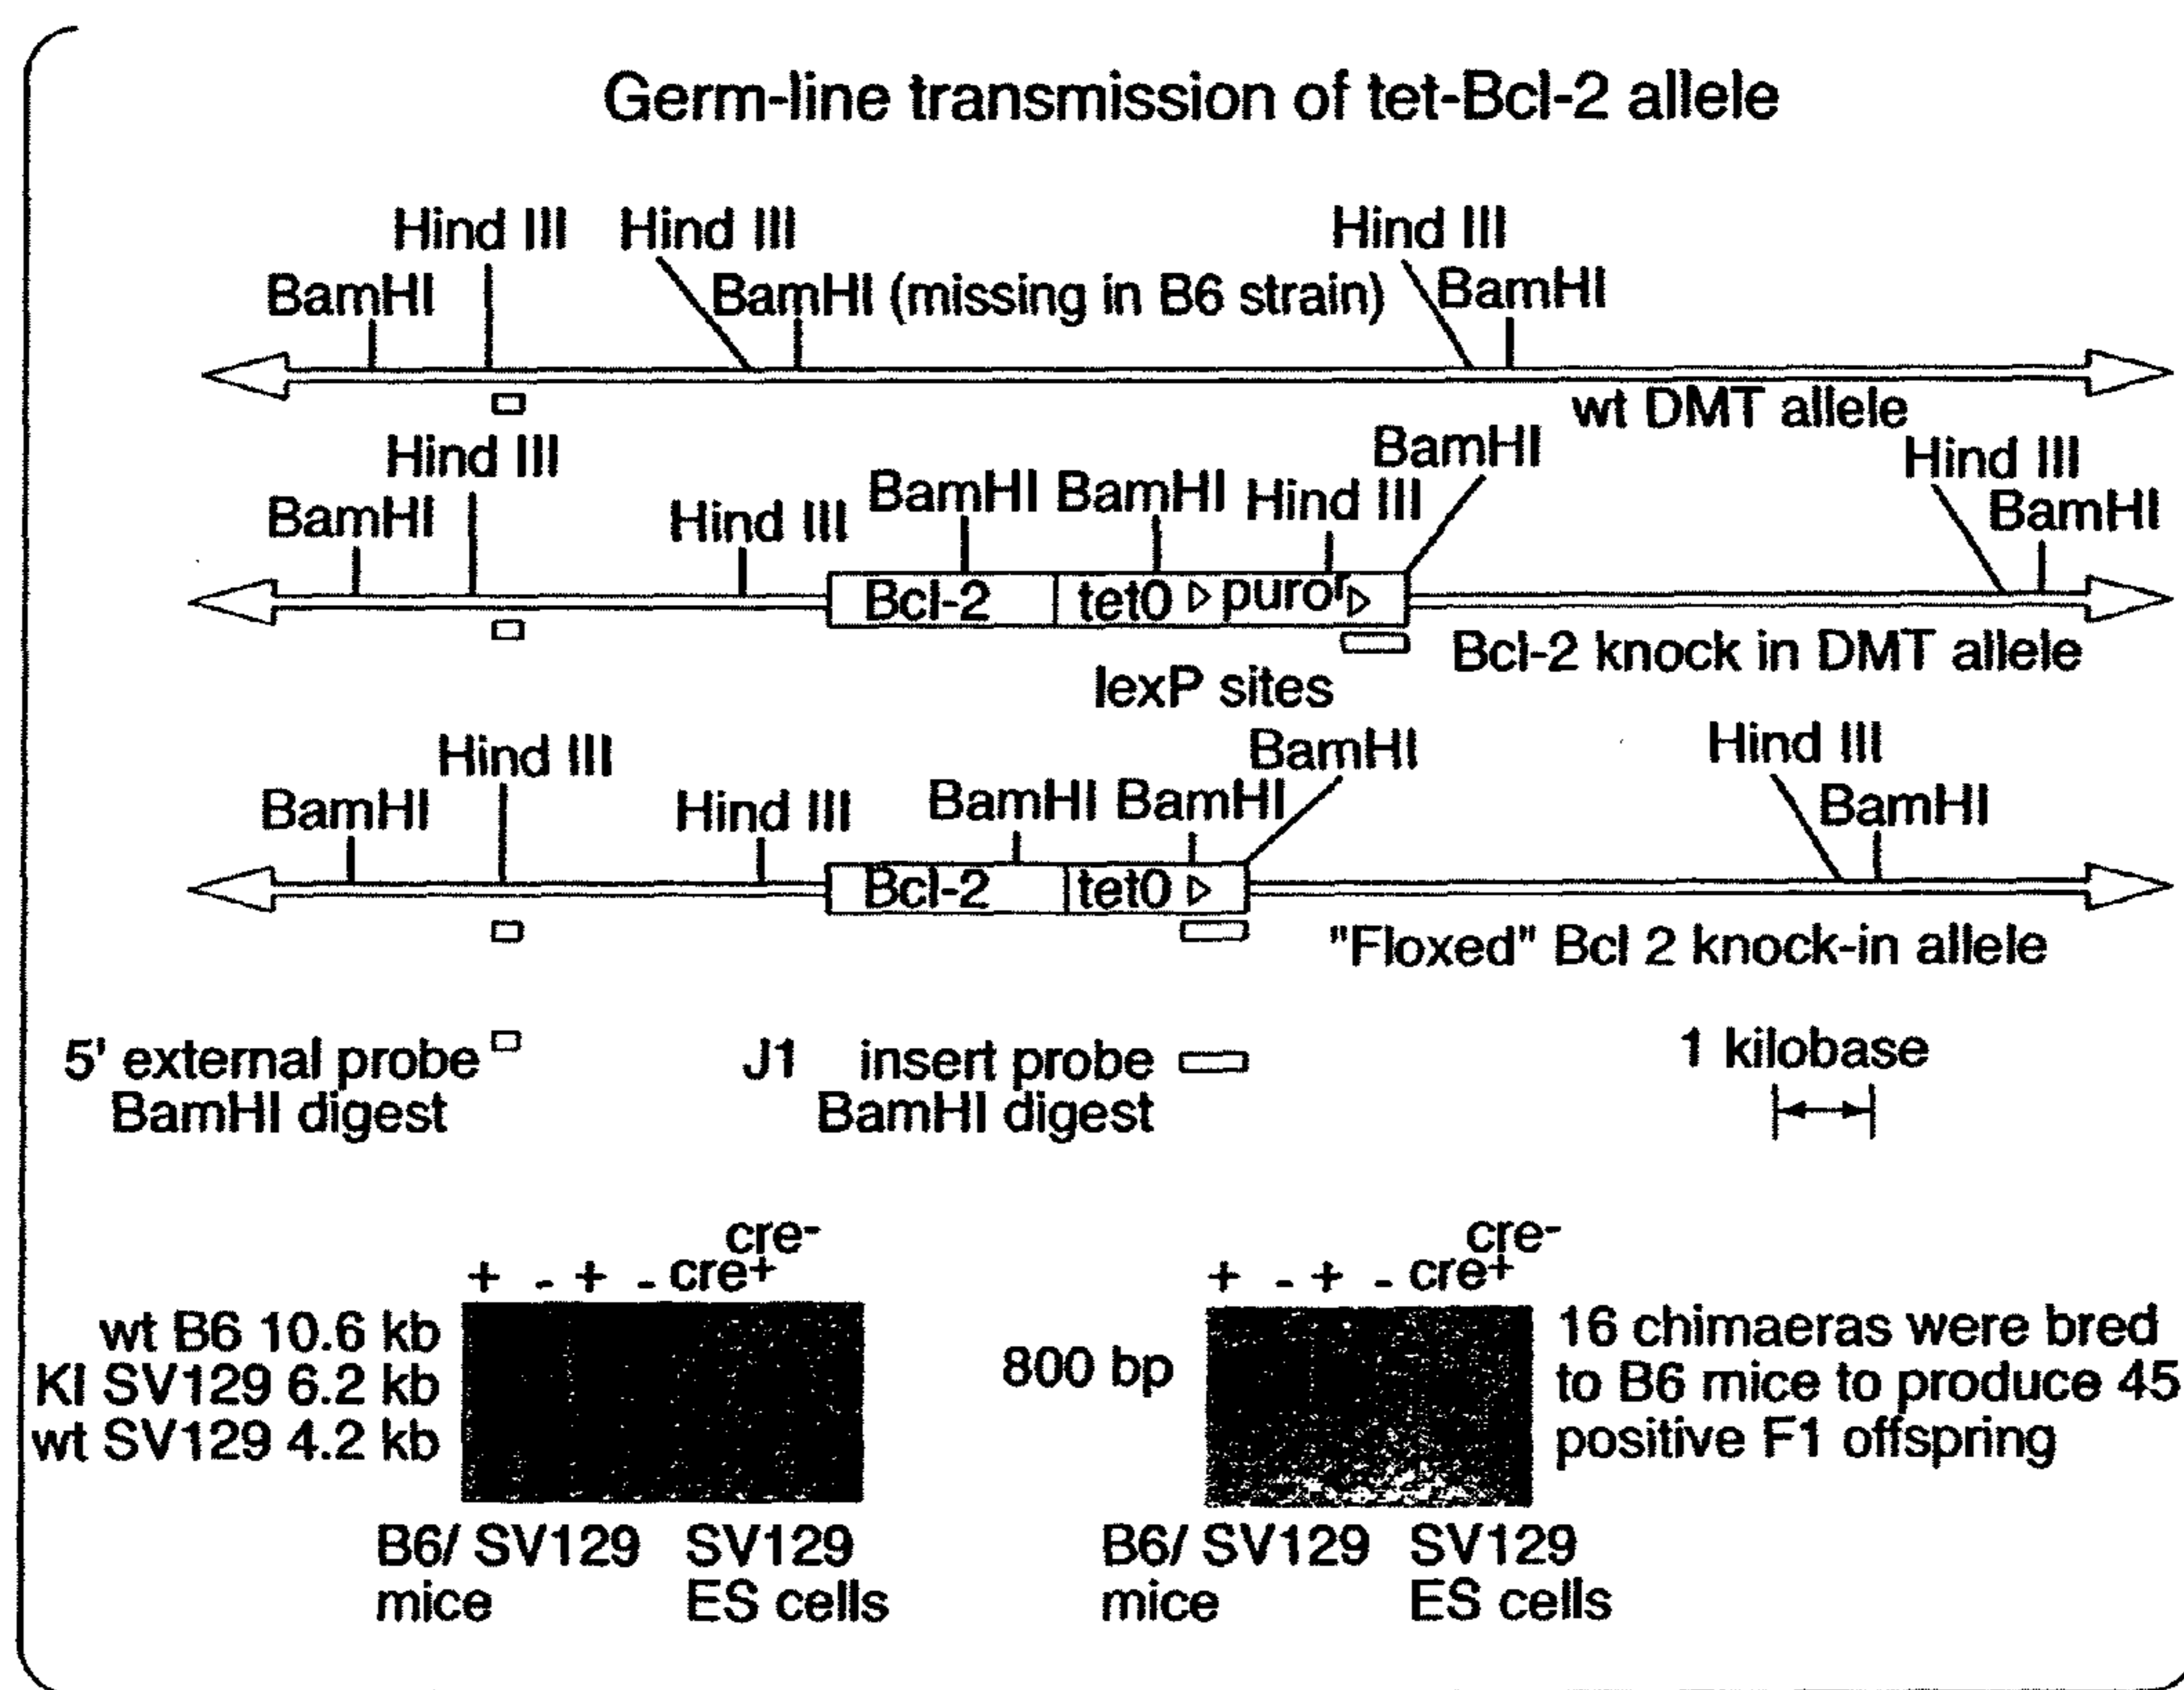 Germ-line transmission of tet-Bcl-2 allele
Hind III Hind III Hind III
BamHI BamHI (missing in B6 strain) BamHI
wt DMT allele
Hind III BamHI Hind III
BamHI Hind III BamHI BamHI Hind III BamHI
Bcl-2 tetO puror
Bcl-2 knock in DMT allele
lexP sites
Hind III BamHI Hind III
BamHI Hind III BamHI BamHI BamHI
Bcl-2 tetO
"Floxed" Bcl 2 knock-in allele
5' external probe J1 insert probe 1 kilobase
BamHI digest BamHI digest
cre- cre-
+ - + - cre+ + - + - cre+
wt B6 10.6 kb 16 chimaeras were bred
KI SV129 6.2 kb 800 bp to B6 mice to produce 45
wt SV129 4.2 kb positive F1 offspring
B6/ SV129 SV129 B6/ SV129 SV129
mice ES cells mice ES cells